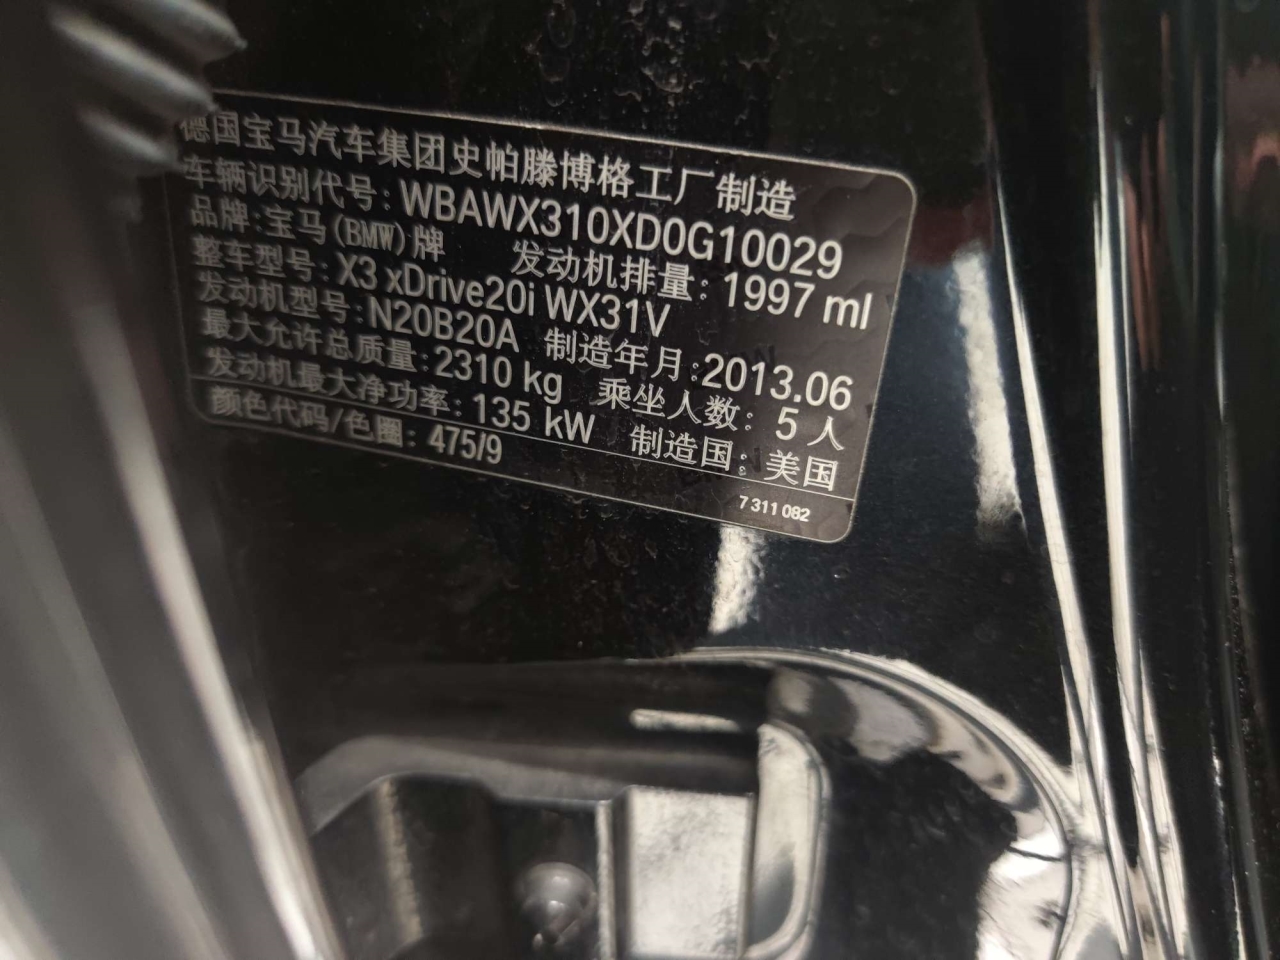 德国宝马汽车集团史帕滕博格工厂制造
车辆识别代号: WBAWX310XD0G10029
品牌: 宝马(BMW)牌 发动机排量: 1997 ml
整车型号: X3 xDrive20i WX31V
发动机型号: N20B20A 制造年月: 2013.06
最大允许总质量: 2310 kg 乘坐人数: 5 人
发动机最大净功率: 135 kW 制造国: 美国
颜色代码/色圈: 475/9
7 311 082